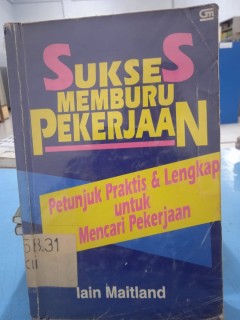 SUKSES
MEMBURU
PEKERJAAN
Petunjuk Praktis & Lengkap
untuk
Mencari Pekerjaan
Iain Maitland